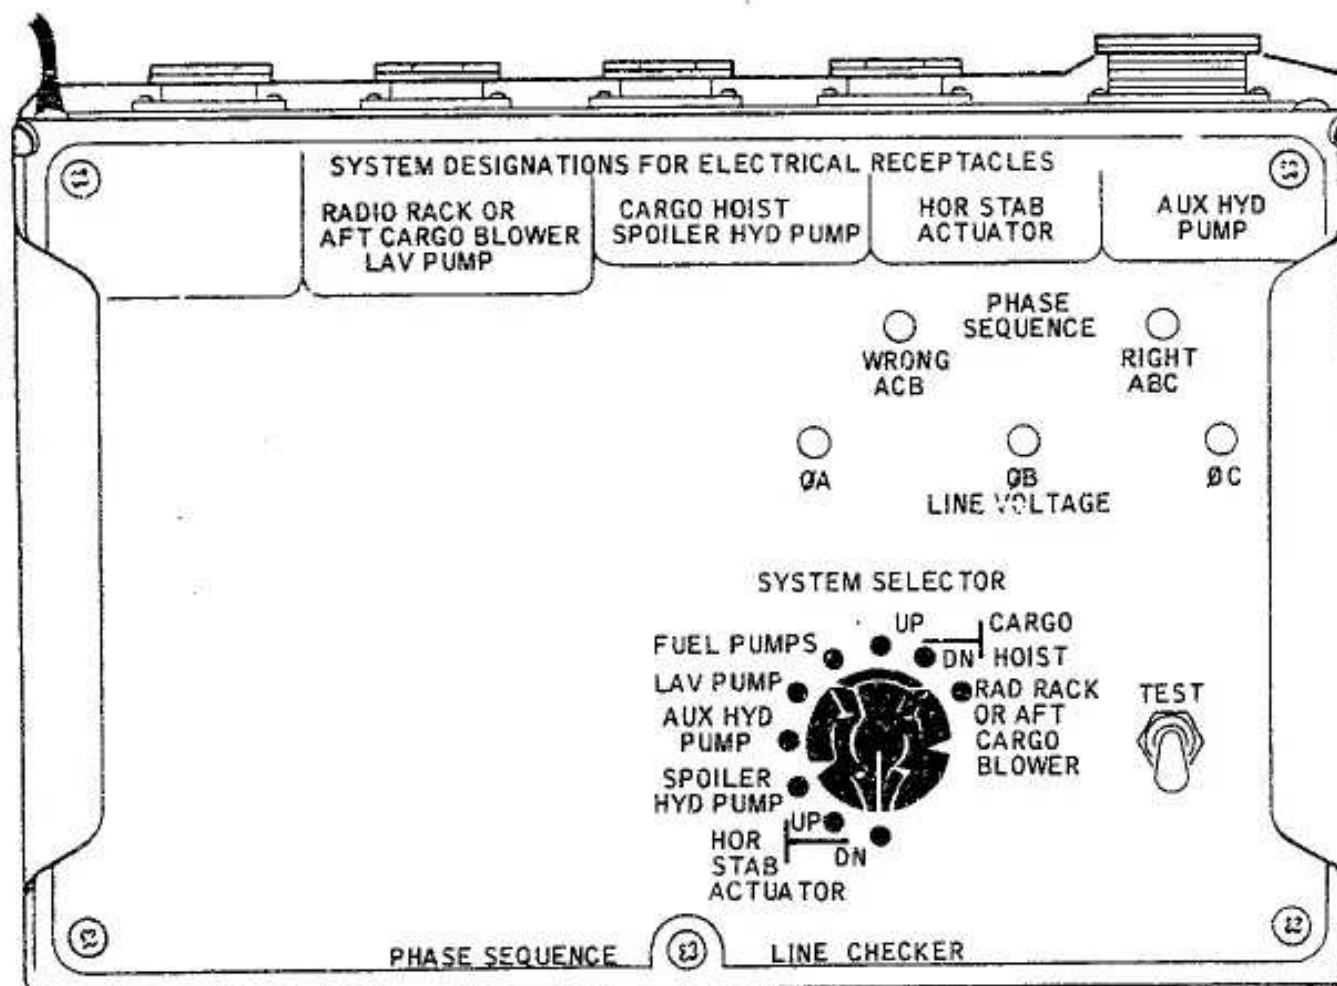 SYSTEM DESIGNATIONS FOR ELECTRICAL RECEPTACLES
RADIO RACK OR
AFT CARGO BLOWER
LAV PUMP
CARGO HOIST
SPOILER HYD PUMP
HOR STAB
ACTUATOR
AUX HYD
PUMP
PHASE
SEQUENCE
WRONG
ACB
RIGHT
ABC
ØA
ØB
ØC
LINE VOLTAGE
SYSTEM SELECTOR
FUEL PUMPS
LAV PUMP
AUX HYD
PUMP
SPOILER
HYD PUMP
UP
DN
HOR
STAB
ACTUATOR
UP
DN
CARGO
HOIST
RAD RACK
OR AFT
CARGO
BLOWER
TEST
PHASE SEQUENCE LINE CHECKER